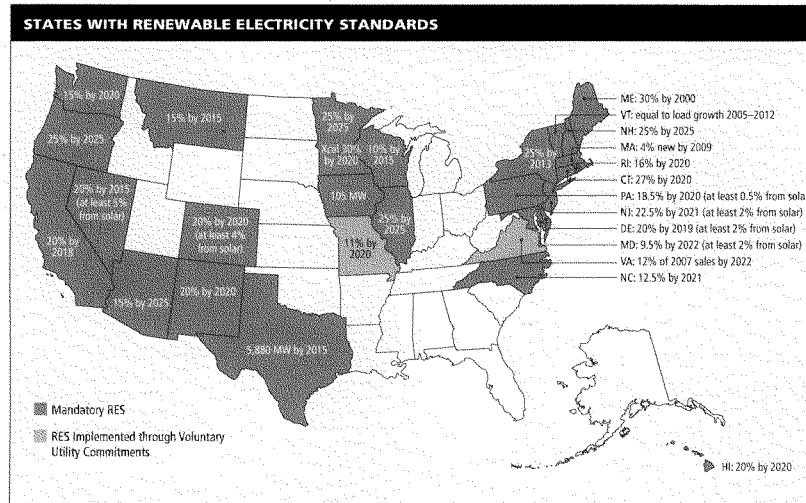 STATES WITH RENEWABLE ELECTRICITY STANDARDS
15% by 2020
15% by 2015
25% by
2025
25% by 2025
Xcel 30%
by 2020
10% by
2015
20% by 2015
(at least 5%
from solar)
105 MW
20% by 2020
(at least 4%
from solar)
25% by
2025
11% by
2020
20% by
15% by 2025
20% by 2020
5,880 MW by 2015
25% by
2013
ME: 30% by 2000
VT: equal to load growth 2005–2012
NH: 25% by 2025
MA: 4% new by 2009
RI: 16% by 2020
CT: 27% by 2020
PA: 18.5% by 2020 (at least 0.5% from sola
NJ: 22.5% by 2021 (at least 2% from solar)
DE: 20% by 2019 (at least 2% from solar)
MD: 9.5% by 2022 (at least 2% from solar)
VA: 12% of 2007 sales by 2022
NC: 12.5% by 2021
Mandatory RES
RES Implemented through Voluntary
Utility Commitments
HI: 20% by 2020